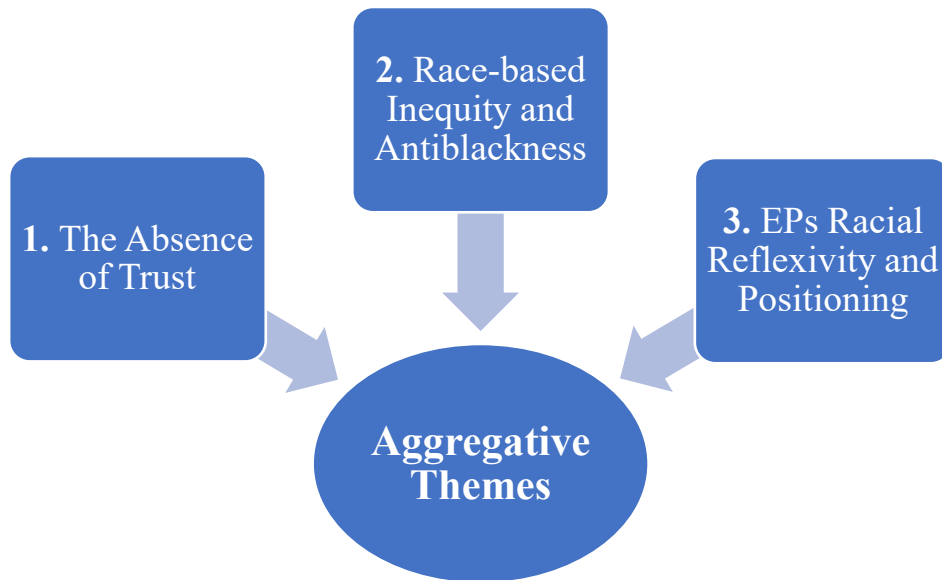 1. The Absence
of Trust
2. Race-based
Inequity and
Antiblackness
3. EPs Racial
Reflexivity and
Positioning
Aggregative
Themes